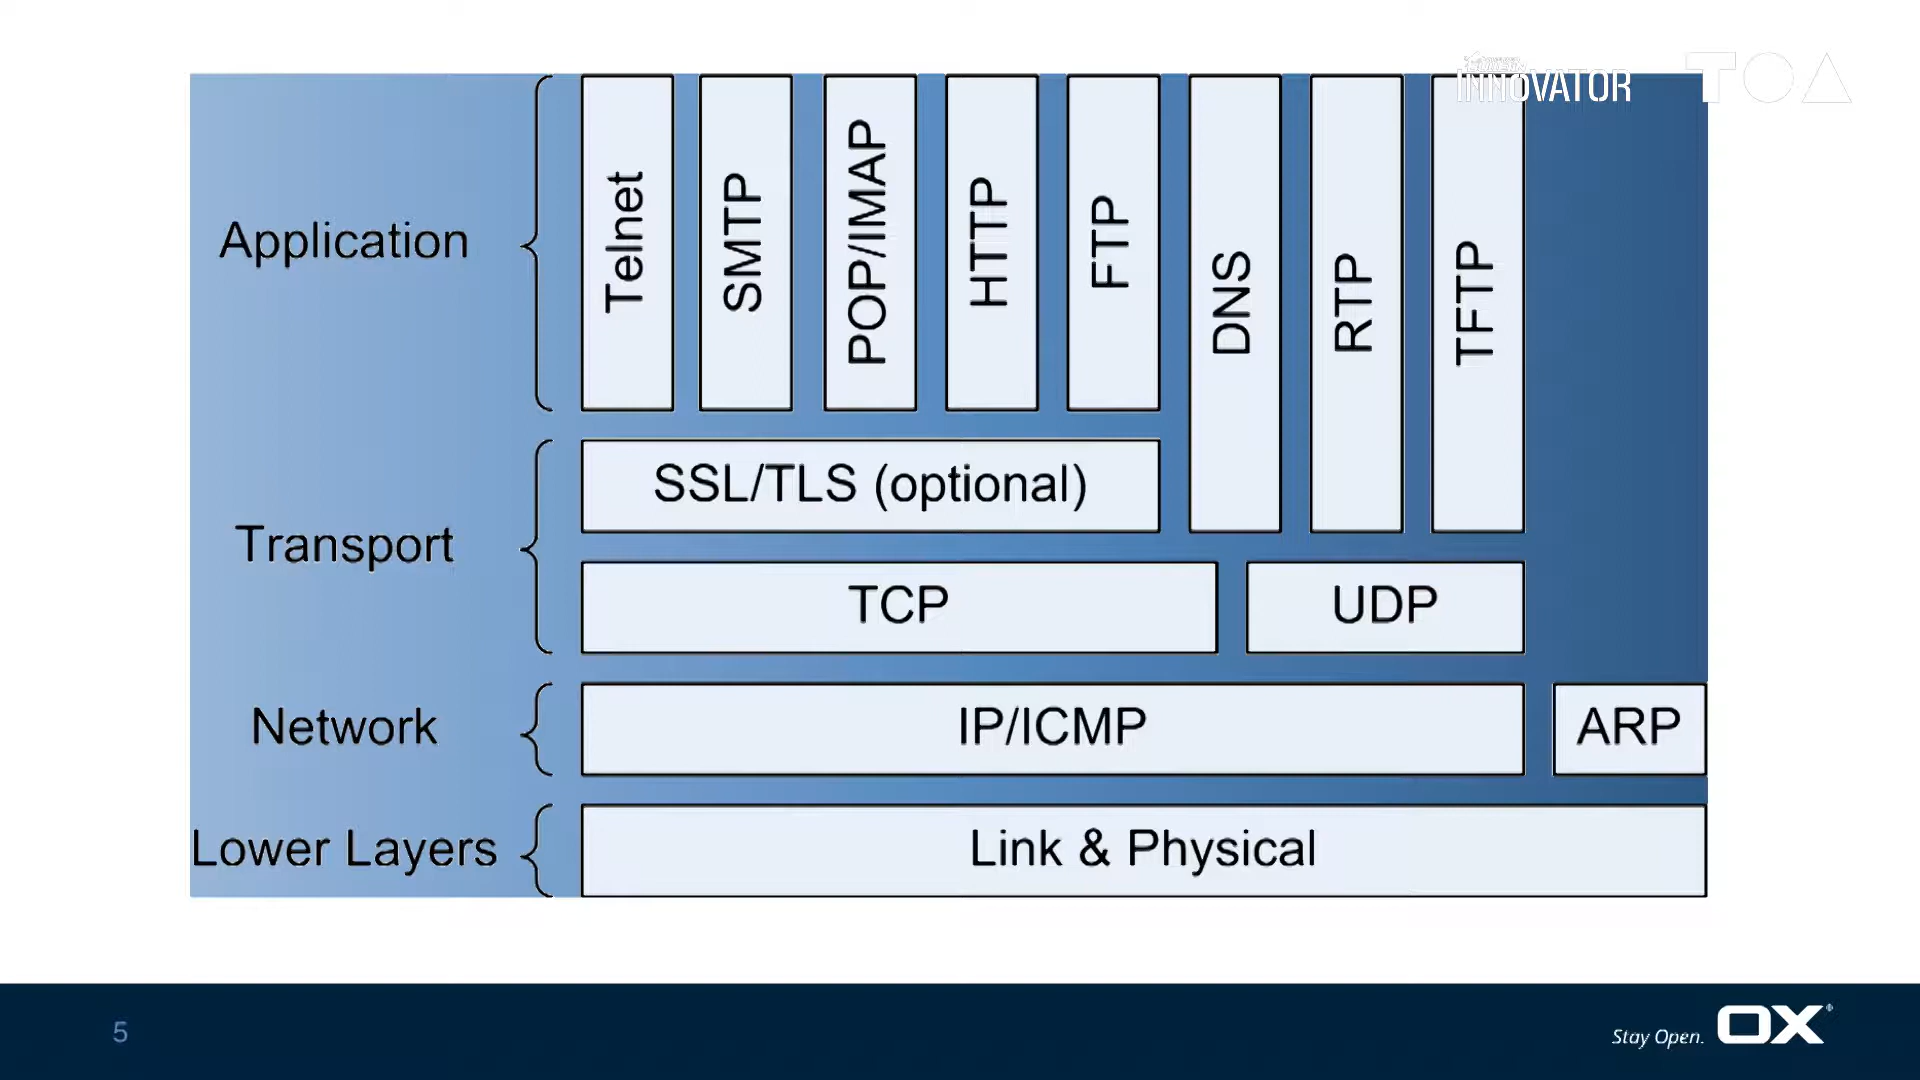 INNOVATOR
TOA
Application
Telnet
SMTP
POP/IMAP
HTTP
FTP
DNS
RTP
TFTP
SSL/TLS (optional)
Transport
TCP
UDP
Network
IP/ICMP
ARP
Lower Layers
Link & Physical
5
Stay Open.
OX®